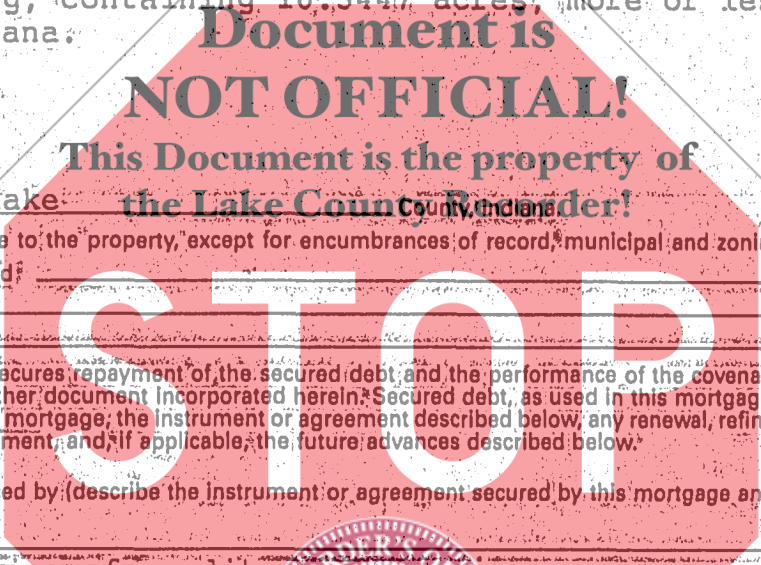 g, containing 10.5447 acres, more or le
ana.
Document is
NOT OFFICIAL!
This Document is the property of
the Lake County Recorder!
ake County, Indiana.
e to the property, except for encumbrances of record, municipal and zoni
d
STOP
ecures repayment of the secured debt and the performance of the covena
her document incorporated herein. Secured debt, as used in this mortgag
mortgage, the instrument or agreement described below, any renewal, refin
ment, and, if applicable, the future advances described below.
ed by (describe the instrument or agreement secured by this mortgage an